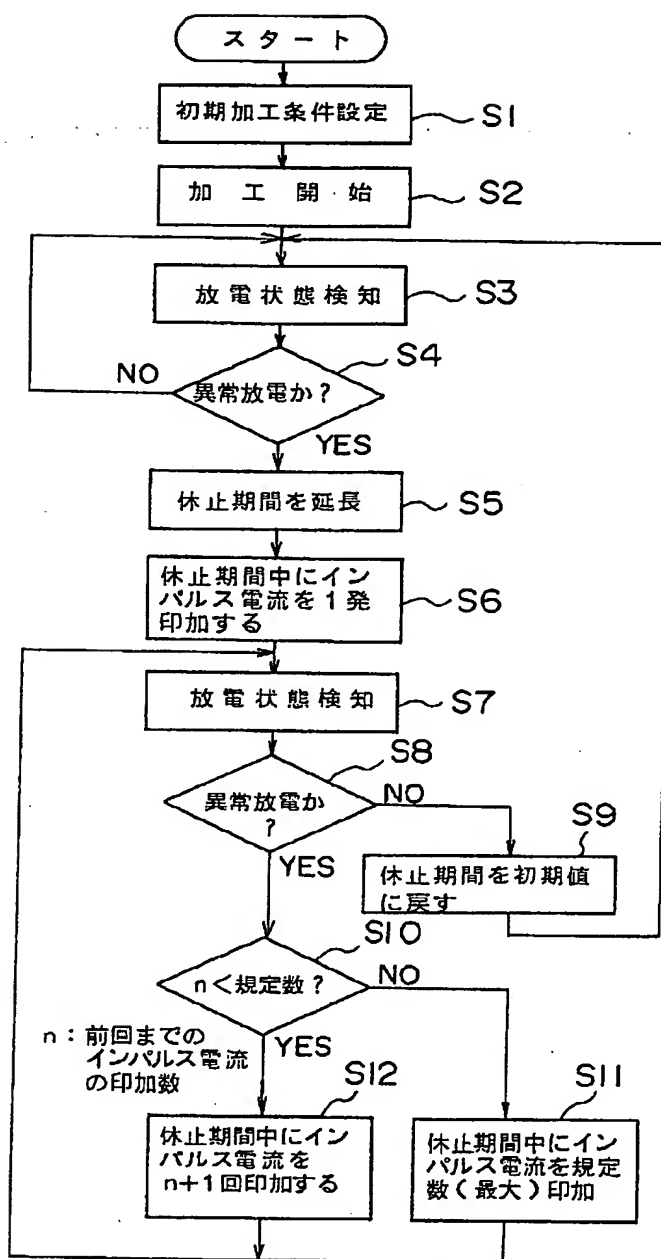 スタート
初期加工条件設定
S1
加工開始
S2
放電状態検知
S3
S4
NO
異常放電か?
YES
休止期間を延長
S5
休止期間中にイン
パルス電流を1発
印加する
S6
放電状態検知
S7
S8
異常放電か
?
NO
YES
S9
休止期間を初期値
に戻す
S10
n<規定数?
NO
n:前回までの
インパルス電流
の印加数
YES
S12
休止期間中にイン
パルス電流を
n+1回印加する
S11
休止期間中にイン
パルス電流を規定
数(最大)印加